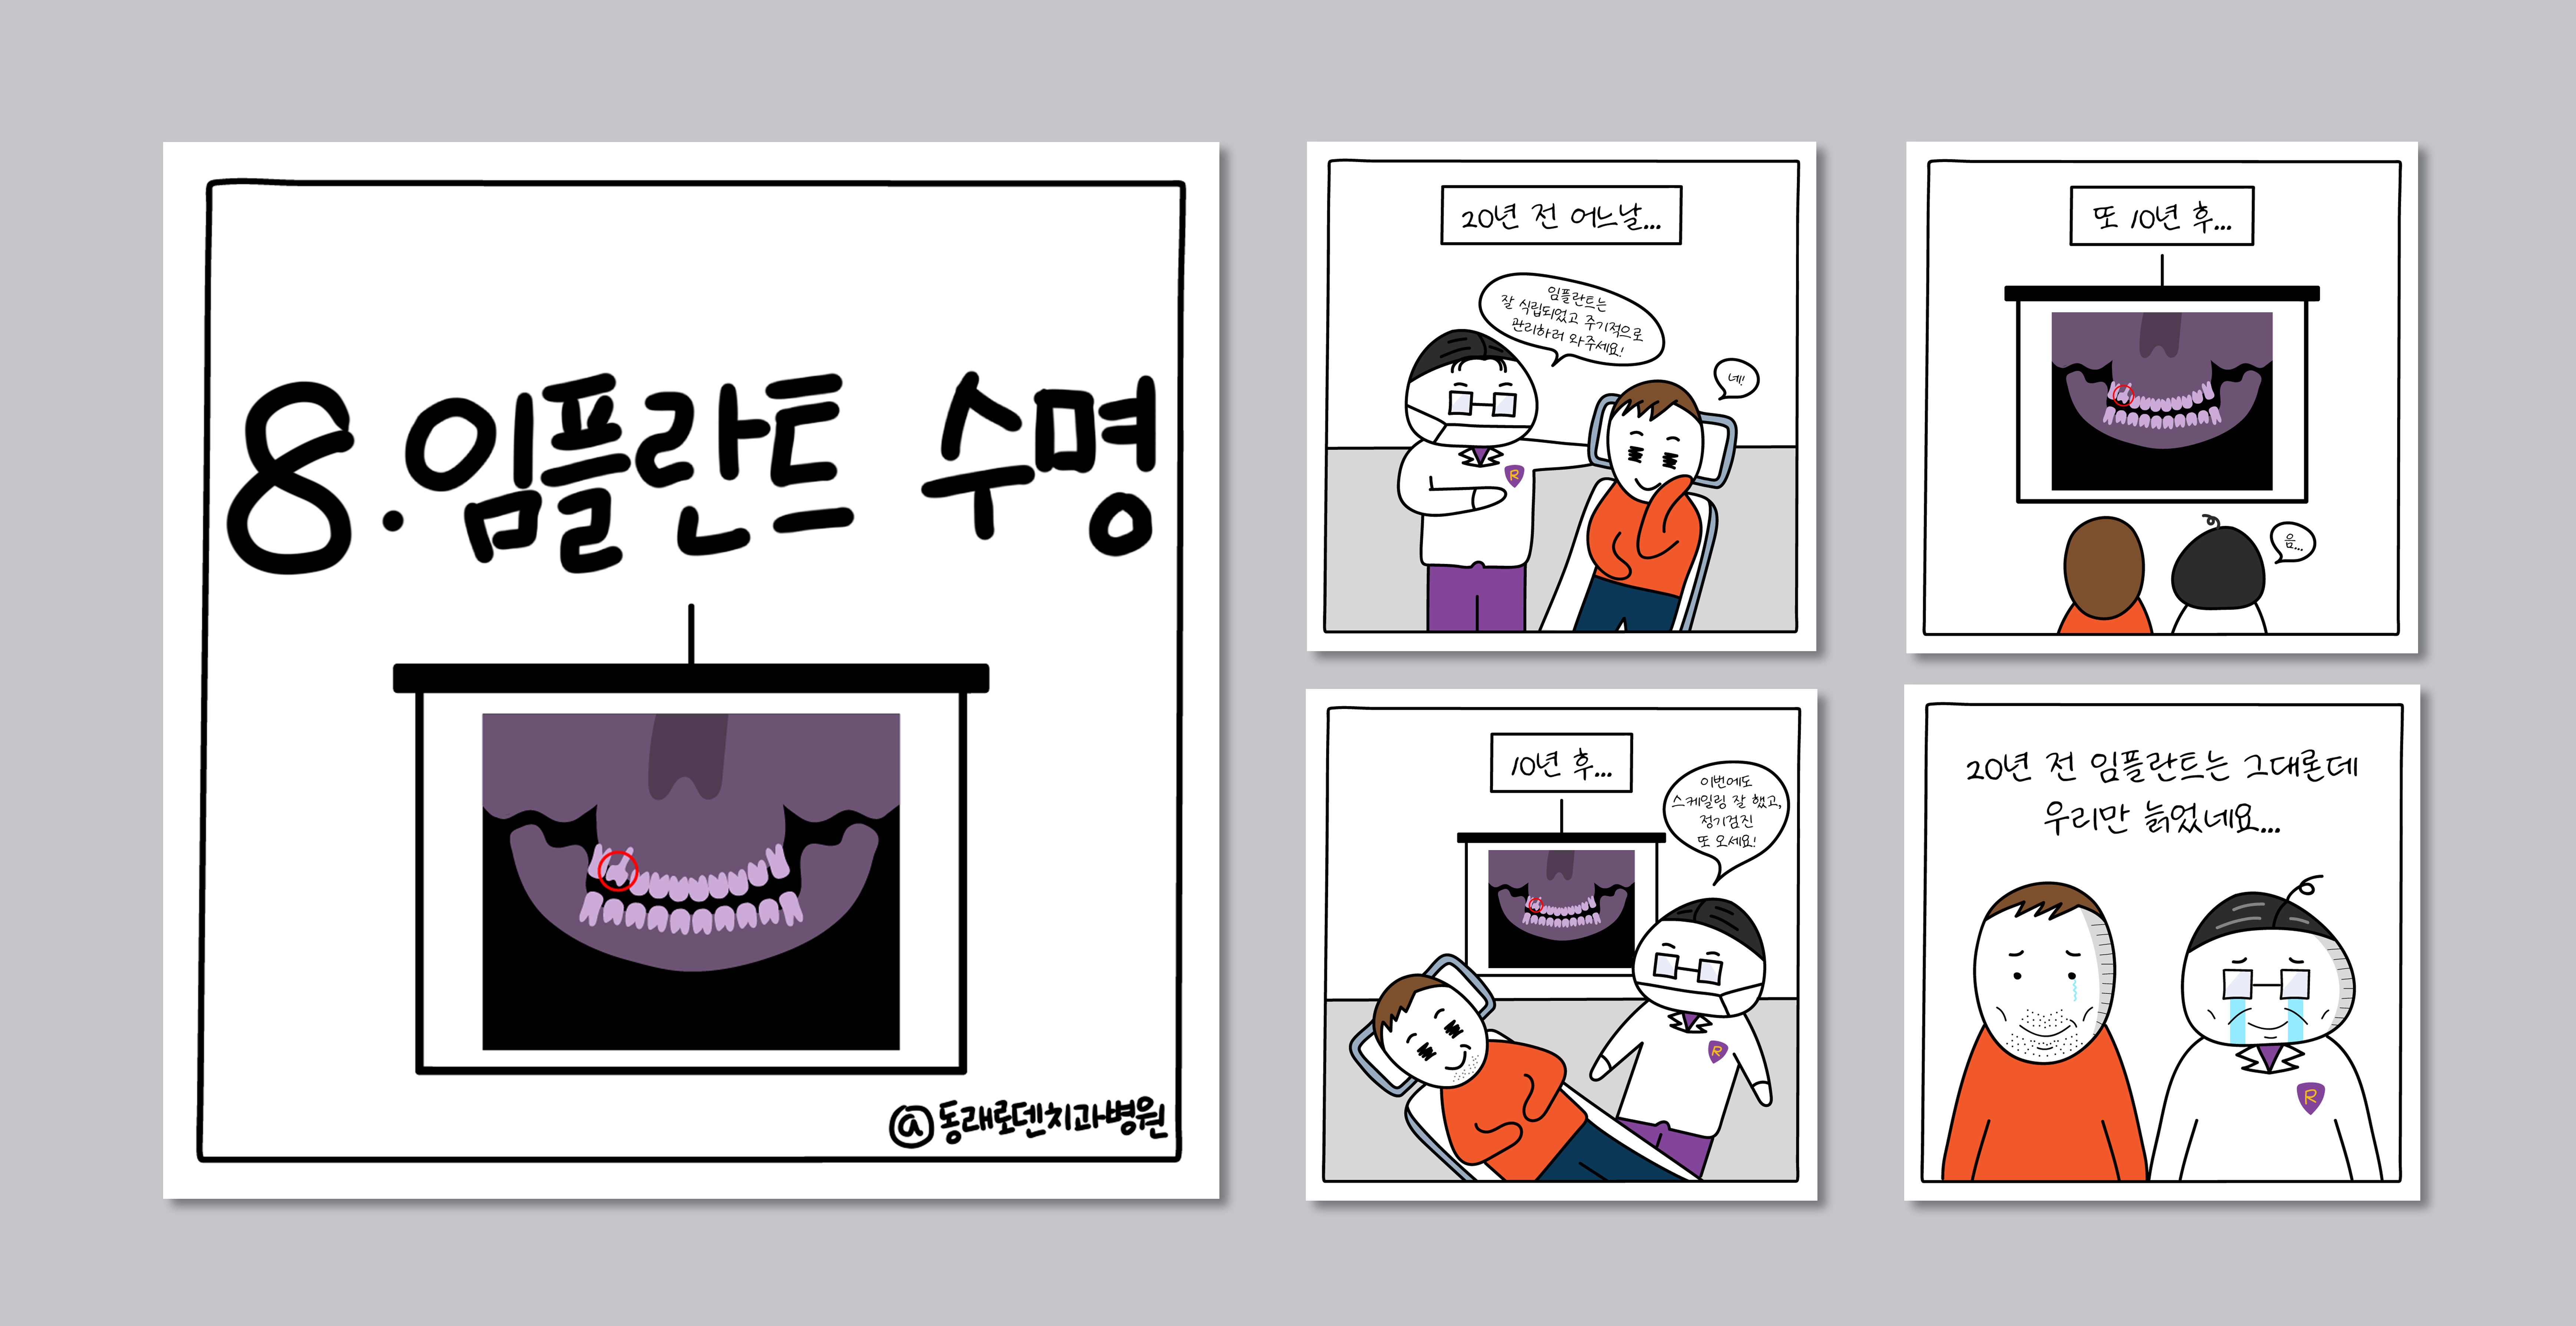 8.임플란트 수명
@동래로덴치과병원
20년 전 어느날...
임플란트는
잘 식립되었고 주기적으로
관리하러 와주세요!
네!
R
10년 후...
이번에도
스케일링 잘 했고,
정기검진
또 오세요!
R
또 10년 후...
음...
20년 전 임플란트는 그대론데
우리만 늙었네요...
R